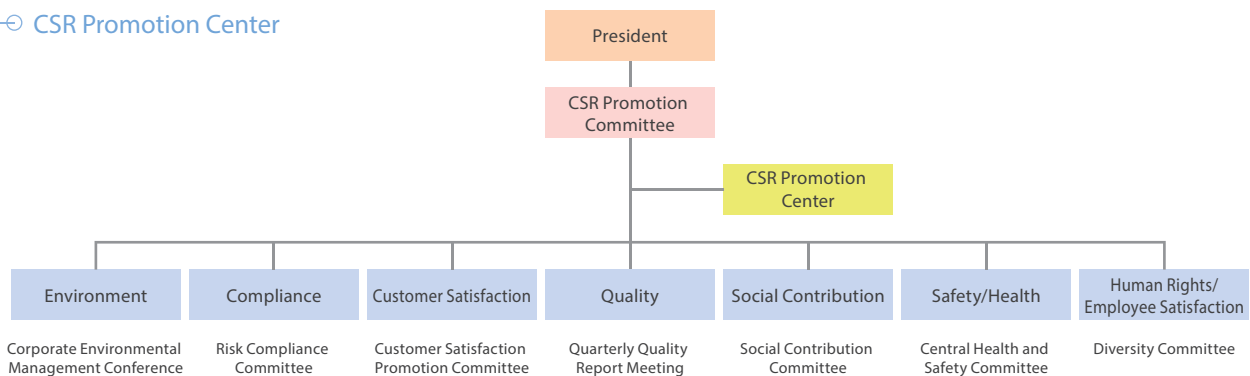 CSR Promotion Center
President
CSR Promotion
Committee
CSR Promotion
Center
Environment
Compliance
Customer Satisfaction
Quality
Social Contribution
Safety/Health
Human Rights/
Employee Satisfaction
Corporate Environmental
Management Conference
Risk Compliance
Committee
Customer Satisfaction
Promotion Committee
Quarterly Quality
Report Meeting
Social Contribution
Committee
Central Health and
Safety Committee
Diversity Committee